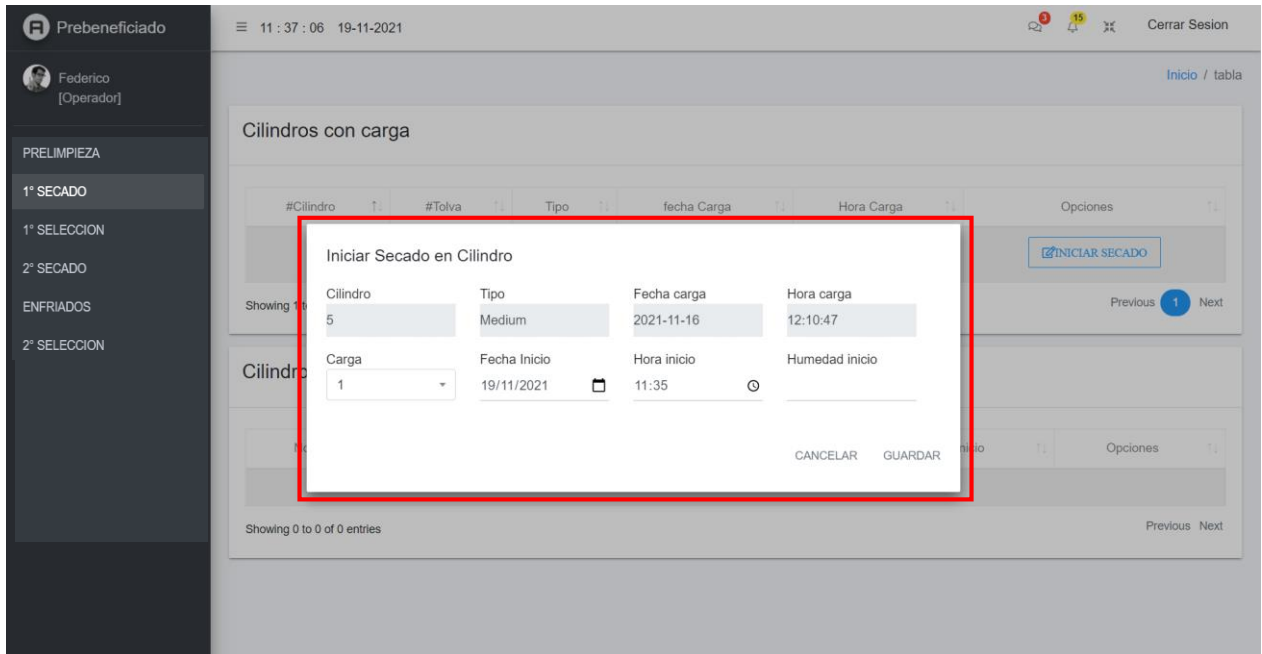 Prebeneficiado
11 : 37 : 06 19-11-2021
3
15
Cerrar Sesion
Federico
[Operador]
Inicio / tabla
PRELIMPIEZA
1° SECADO
1° SELECCION
2° SECADO
ENFRIADOS
2° SELECCION
Cilindros con carga
#Cilindro #Tolva Tipo fecha Carga Hora Carga Opciones
INICIAR SECADO
Showing 1
Previous 1 Next
Iniciar Secado en Cilindro
Cilindro Tipo Fecha carga Hora carga
5 Medium 2021-11-16 12:10:47
Carga Fecha Inicio Hora inicio Humedad inicio
1 19/11/2021 11:35
CANCELAR GUARDAR
Opciones
Showing 0 to 0 of 0 entries
Previous Next